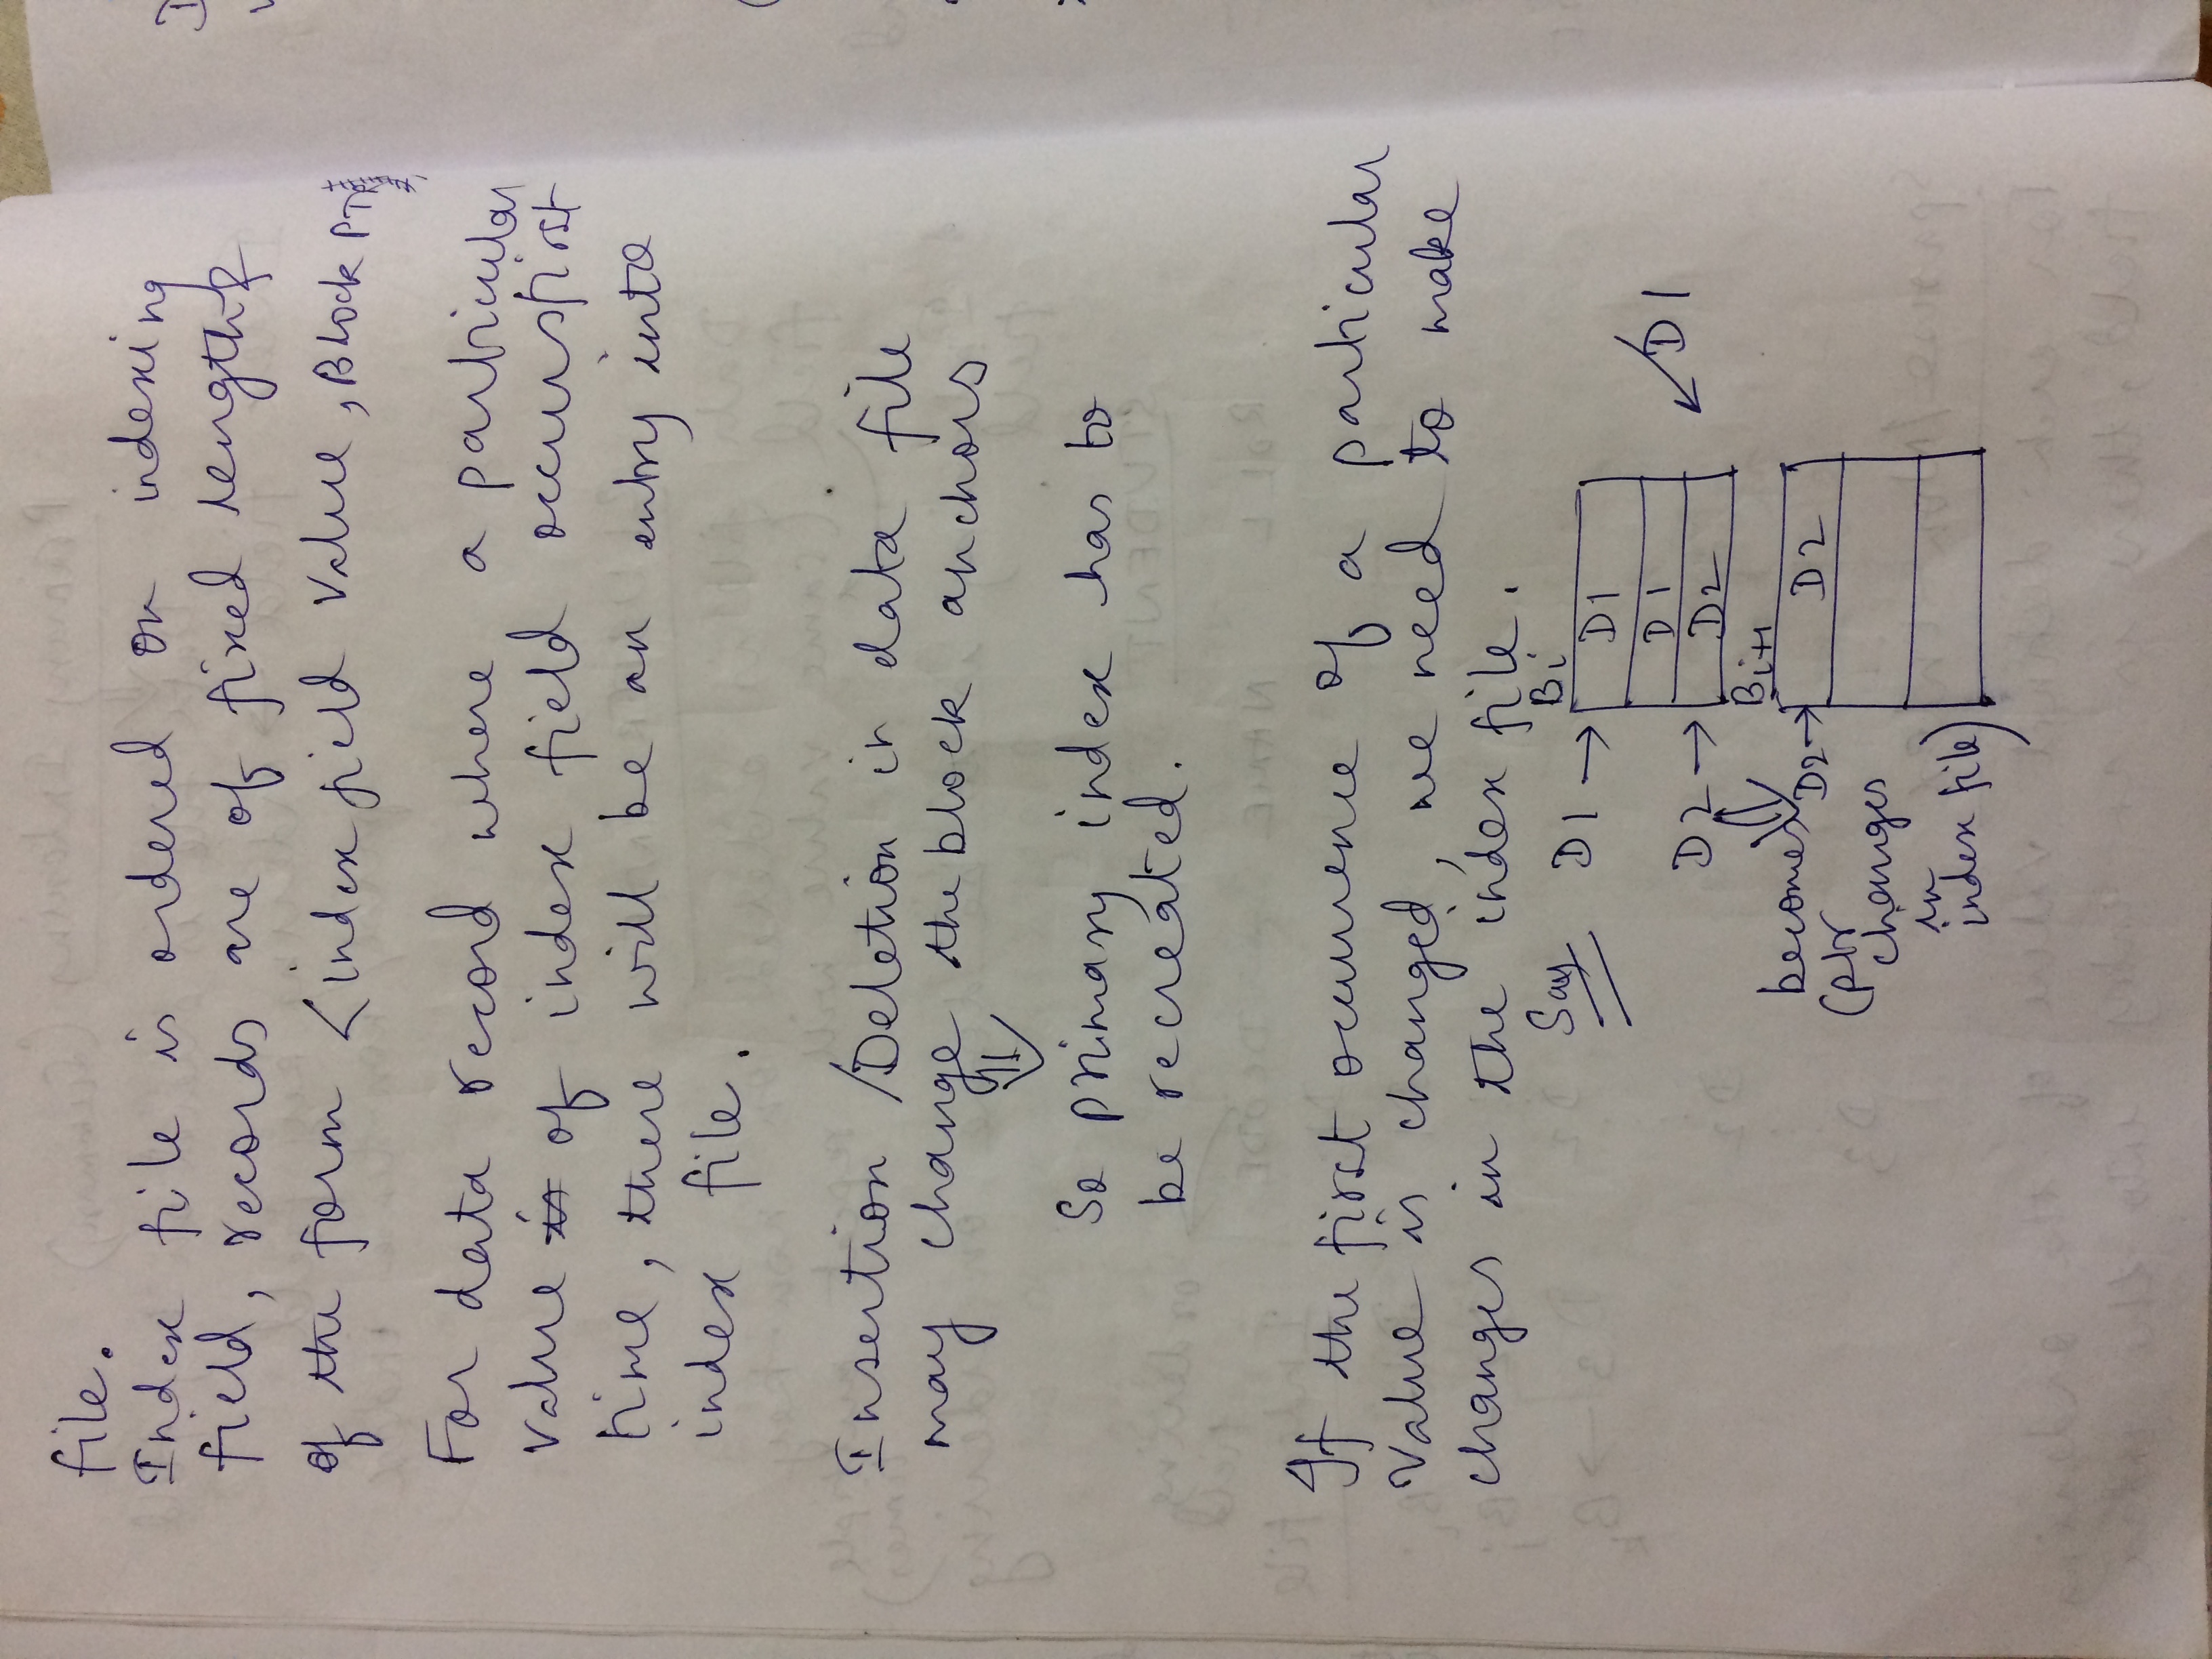 file.
Index file is ordered on indexing
field, records are of fixed length &
of the form <index field value, Block PTR
For data record where a particular
value is of index field occurs first
time, there will be an entry into
index file.
Insertion / Deletion in data file
may change the block anchors
⇓
So primary index has to
be recreated.
If the first occurrence of a particular
value is changed, we need to make
changes in the index file.
Say D1 → Bi
D1
D1
D2 → D2
↙ D1
Bi+1
becomes D2 → D2
(ptr
changes
in
index file)